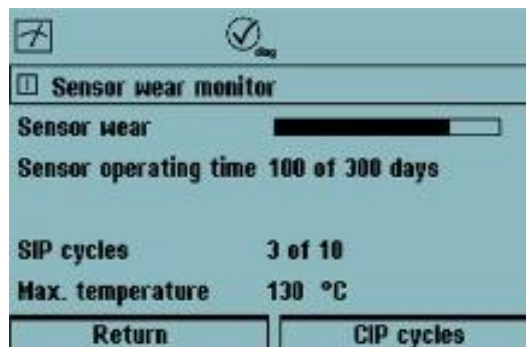 diag
Sensor wear monitor
Sensor wear
Sensor operating time 100 of 300 days
SIP cycles 3 of 10
Max. temperature 130 °C
Return CIP cycles